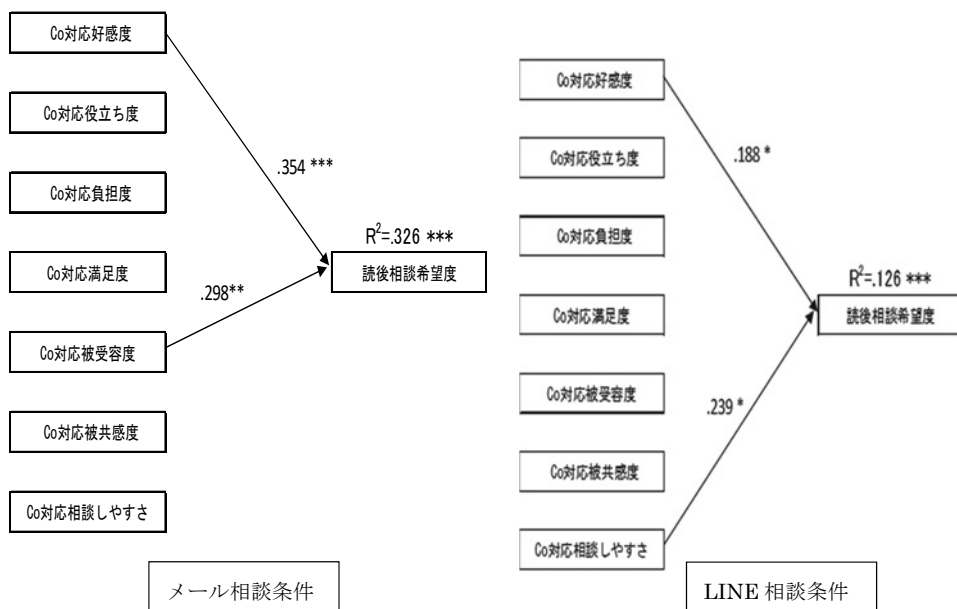 Co対応好感度
Co対応役立ち度
Co対応負担度
Co対応満足度
Co対応被受容度
Co対応被共感度
Co対応相談しやすさ
.354 ***
.298**
R²=.326 ***
読後相談希望度
メール相談条件
Co対応好感度
Co対応役立ち度
Co対応負担度
Co対応満足度
Co対応被受容度
Co対応被共感度
Co対応相談しやすさ
.188 *
.239 *
R²=.126 ***
読後相談希望度
LINE 相談条件